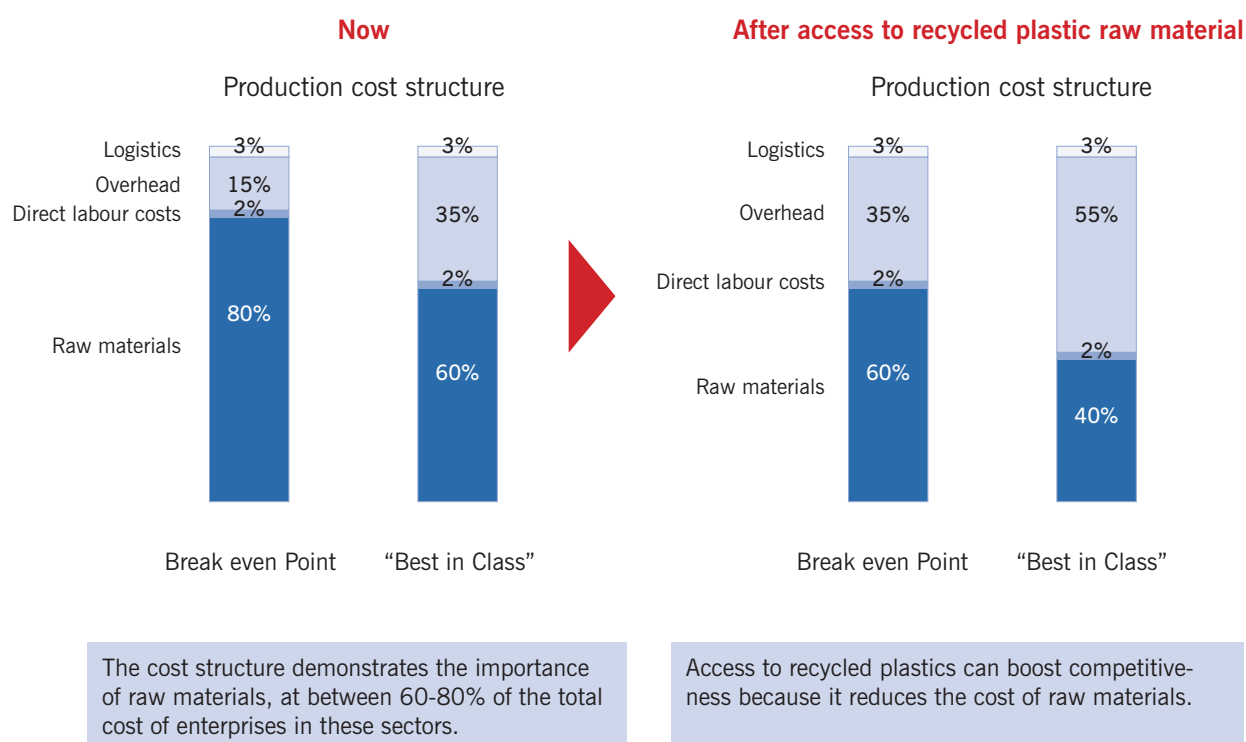 Now
Production cost structure
Logistics
Overhead
Direct labour costs
Raw materials
3%
15%
2%
80%
3%
35%
2%
60%
Break even Point
“Best in Class”
The cost structure demonstrates the importance
of raw materials, at between 60-80% of the total
cost of enterprises in these sectors.
After access to recycled plastic raw material
Production cost structure
Logistics
Overhead
Direct labour costs
Raw materials
3%
35%
2%
60%
3%
55%
2%
40%
Break even Point
“Best in Class”
Access to recycled plastics can boost competitive-
ness because it reduces the cost of raw materials.